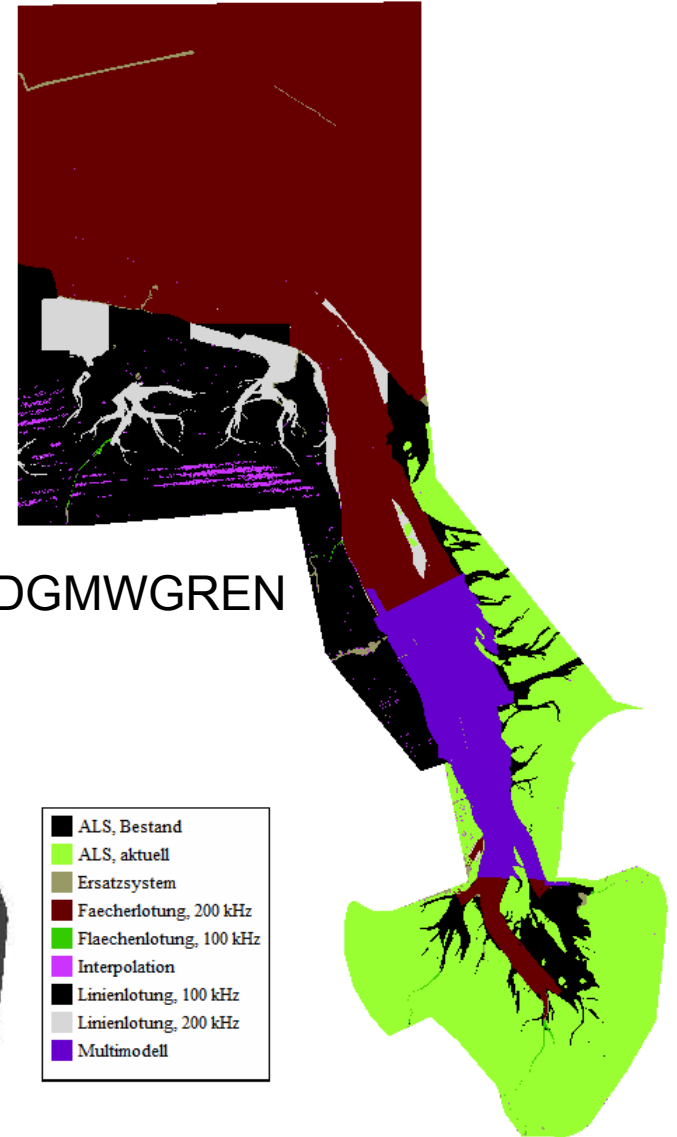 DGMWGREN
ALS, Bestand
ALS, aktuell
Ersatzsystem
Faecherlotung, 200 kHz
Flaechenlotung, 100 kHz
Interpolation
Linienlotung, 100 kHz
Linienlotung, 200 kHz
Multimodell